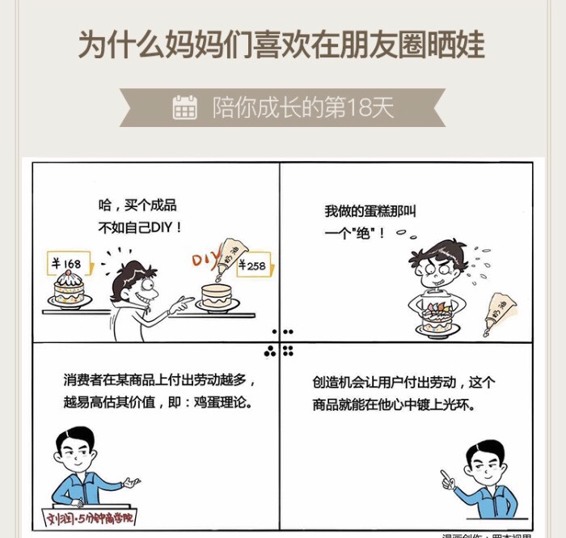 为什么妈妈们喜欢在朋友圈晒娃
陪你成长的第18天
哈，买个成品
不如自己DIY！
¥168
DIY
奶油
¥258
我做的蛋糕那叫
一个"绝"！
奶油
消费者在某商品上付出劳动越多，
越易高估其价值，即：鸡蛋理论。
刘润·5分钟商学院
创造机会让用户付出劳动，这个
商品就能在他心中镀上光环。